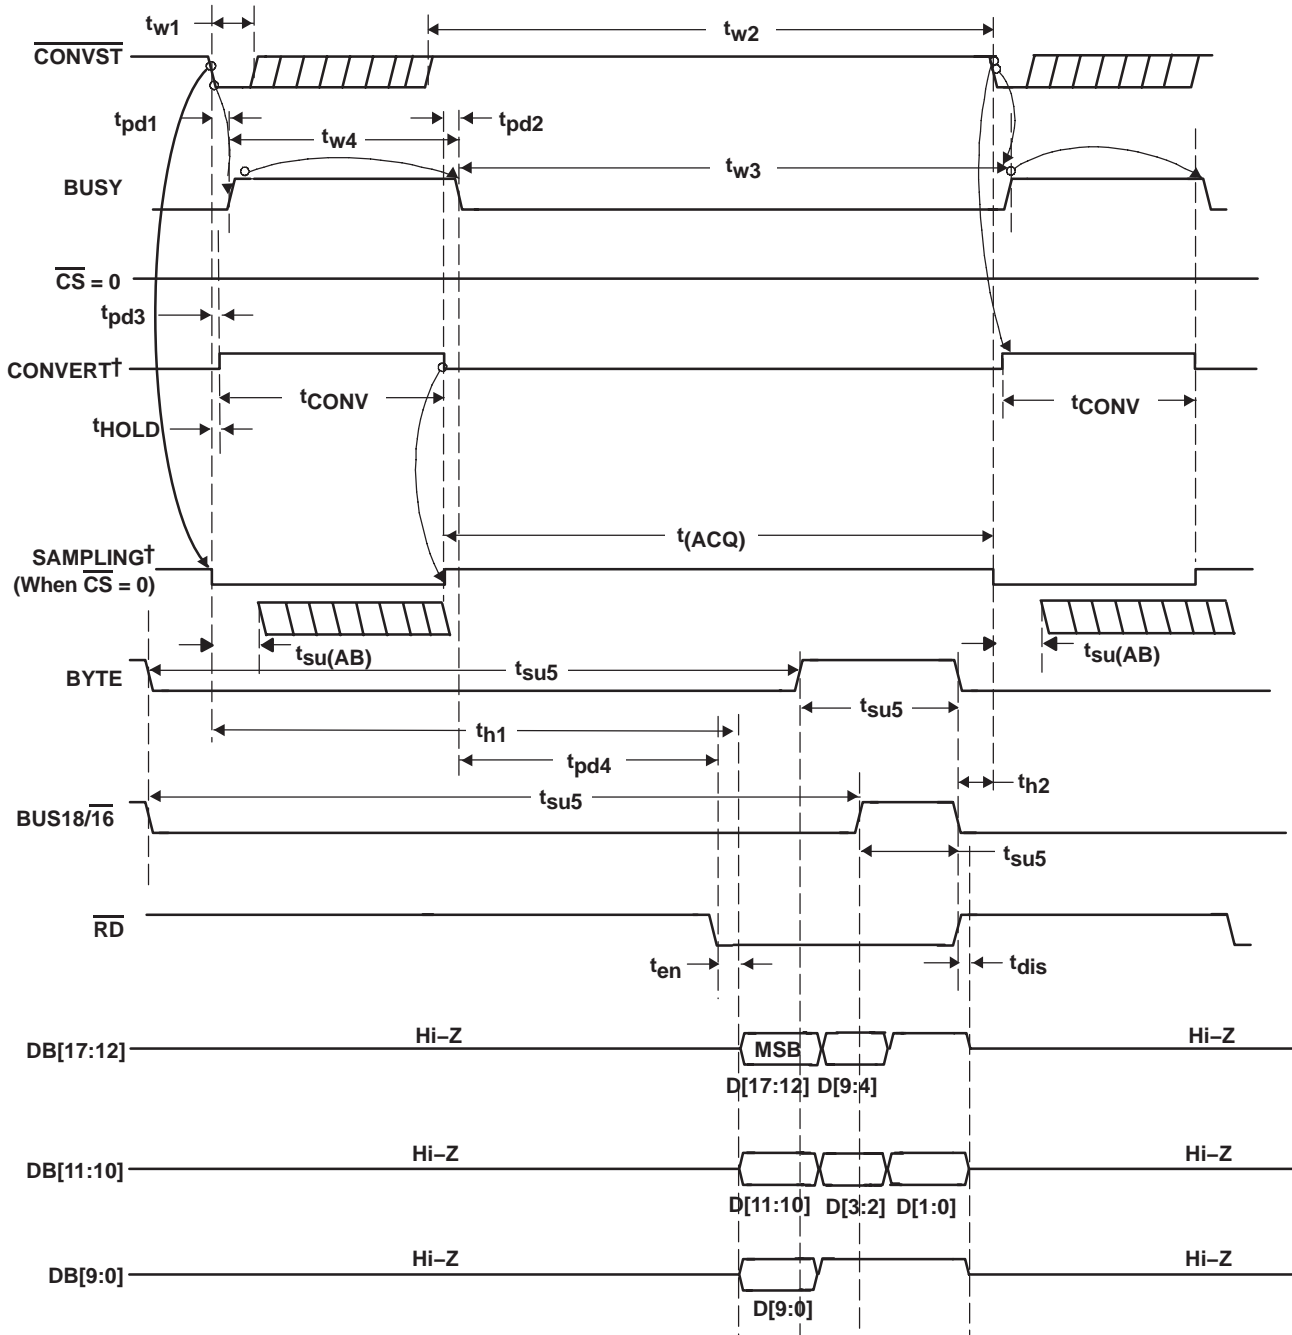 tw1
tw2
CONVST
tpd1
tw4
tpd2
tw3
BUSY
CS = 0
tpd3
CONVERT†
tCONV
tCONV
tHOLD
t(ACQ)
SAMPLING†
(When CS = 0)
tsu(AB)
tsu(AB)
BYTE
tsu5
tsu5
th1
tpd4
th2
BUS18/16
tsu5
tsu5
RD
ten
tdis
Hi–Z
Hi–Z
DB[17:12]
MSB
D[17:12]
D[9:4]
Hi–Z
Hi–Z
DB[11:10]
D[11:10]
D[3:2]
D[1:0]
Hi–Z
Hi–Z
DB[9:0]
D[9:0]